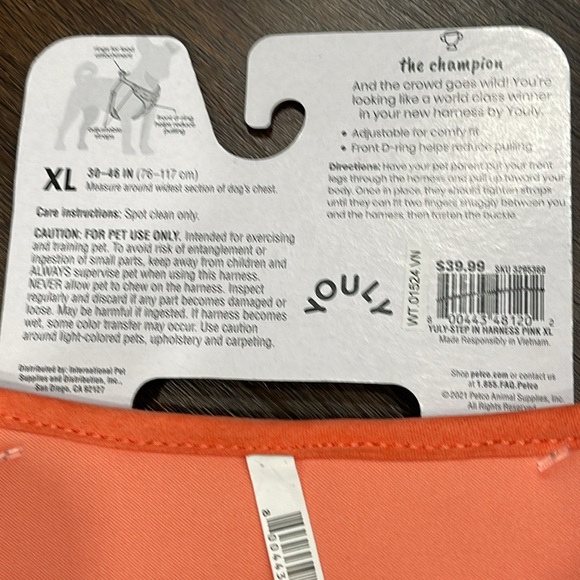 the champion
And the crowd goes wild! You're
looking like a world class winner
in your new harness by Youly.
• Adjustable for comfy fit
• Front D-ring helps reduce pulling
Directions: Have your pet parent put your front
legs through the harness and pull up toward your
body. Once in place, they should tighten straps
until they can fit two fingers snuggly between you
and the harness, then fasten the buckle.
XL 30-46 IN (76-117 cm)
Measure around widest section of dog's chest.
Care Instructions: Spot clean only.
CAUTION: FOR PET USE ONLY. Intended for exercising
and training pet. To avoid risk of entanglement or
ingestion of small parts, keep away from children and
ALWAYS supervise pet when using this harness.
NEVER allow pet to chew on the harness. Inspect
regularly and discard if any part becomes damaged or
loose. May be harmful if ingested. If harness becomes
wet, some color transfer may occur. Use caution
around light-colored pets, upholstery and carpeting.
Distributed by: International Pet
Supplies and Distribution, Inc.,
San Diego, CA 92127
YOULY
WT.01524 VN
$39.99 SKU 3295369
8 00443 48120 2
YULY-STEP IN HARNESS PINK XL
Made Responsibly in Vietnam.
Shop petco.com or contact us
at 1.855.FAQ.Petco
©2021 Petco Animal Supplies, Inc.
All Rights Reserved
8 00443